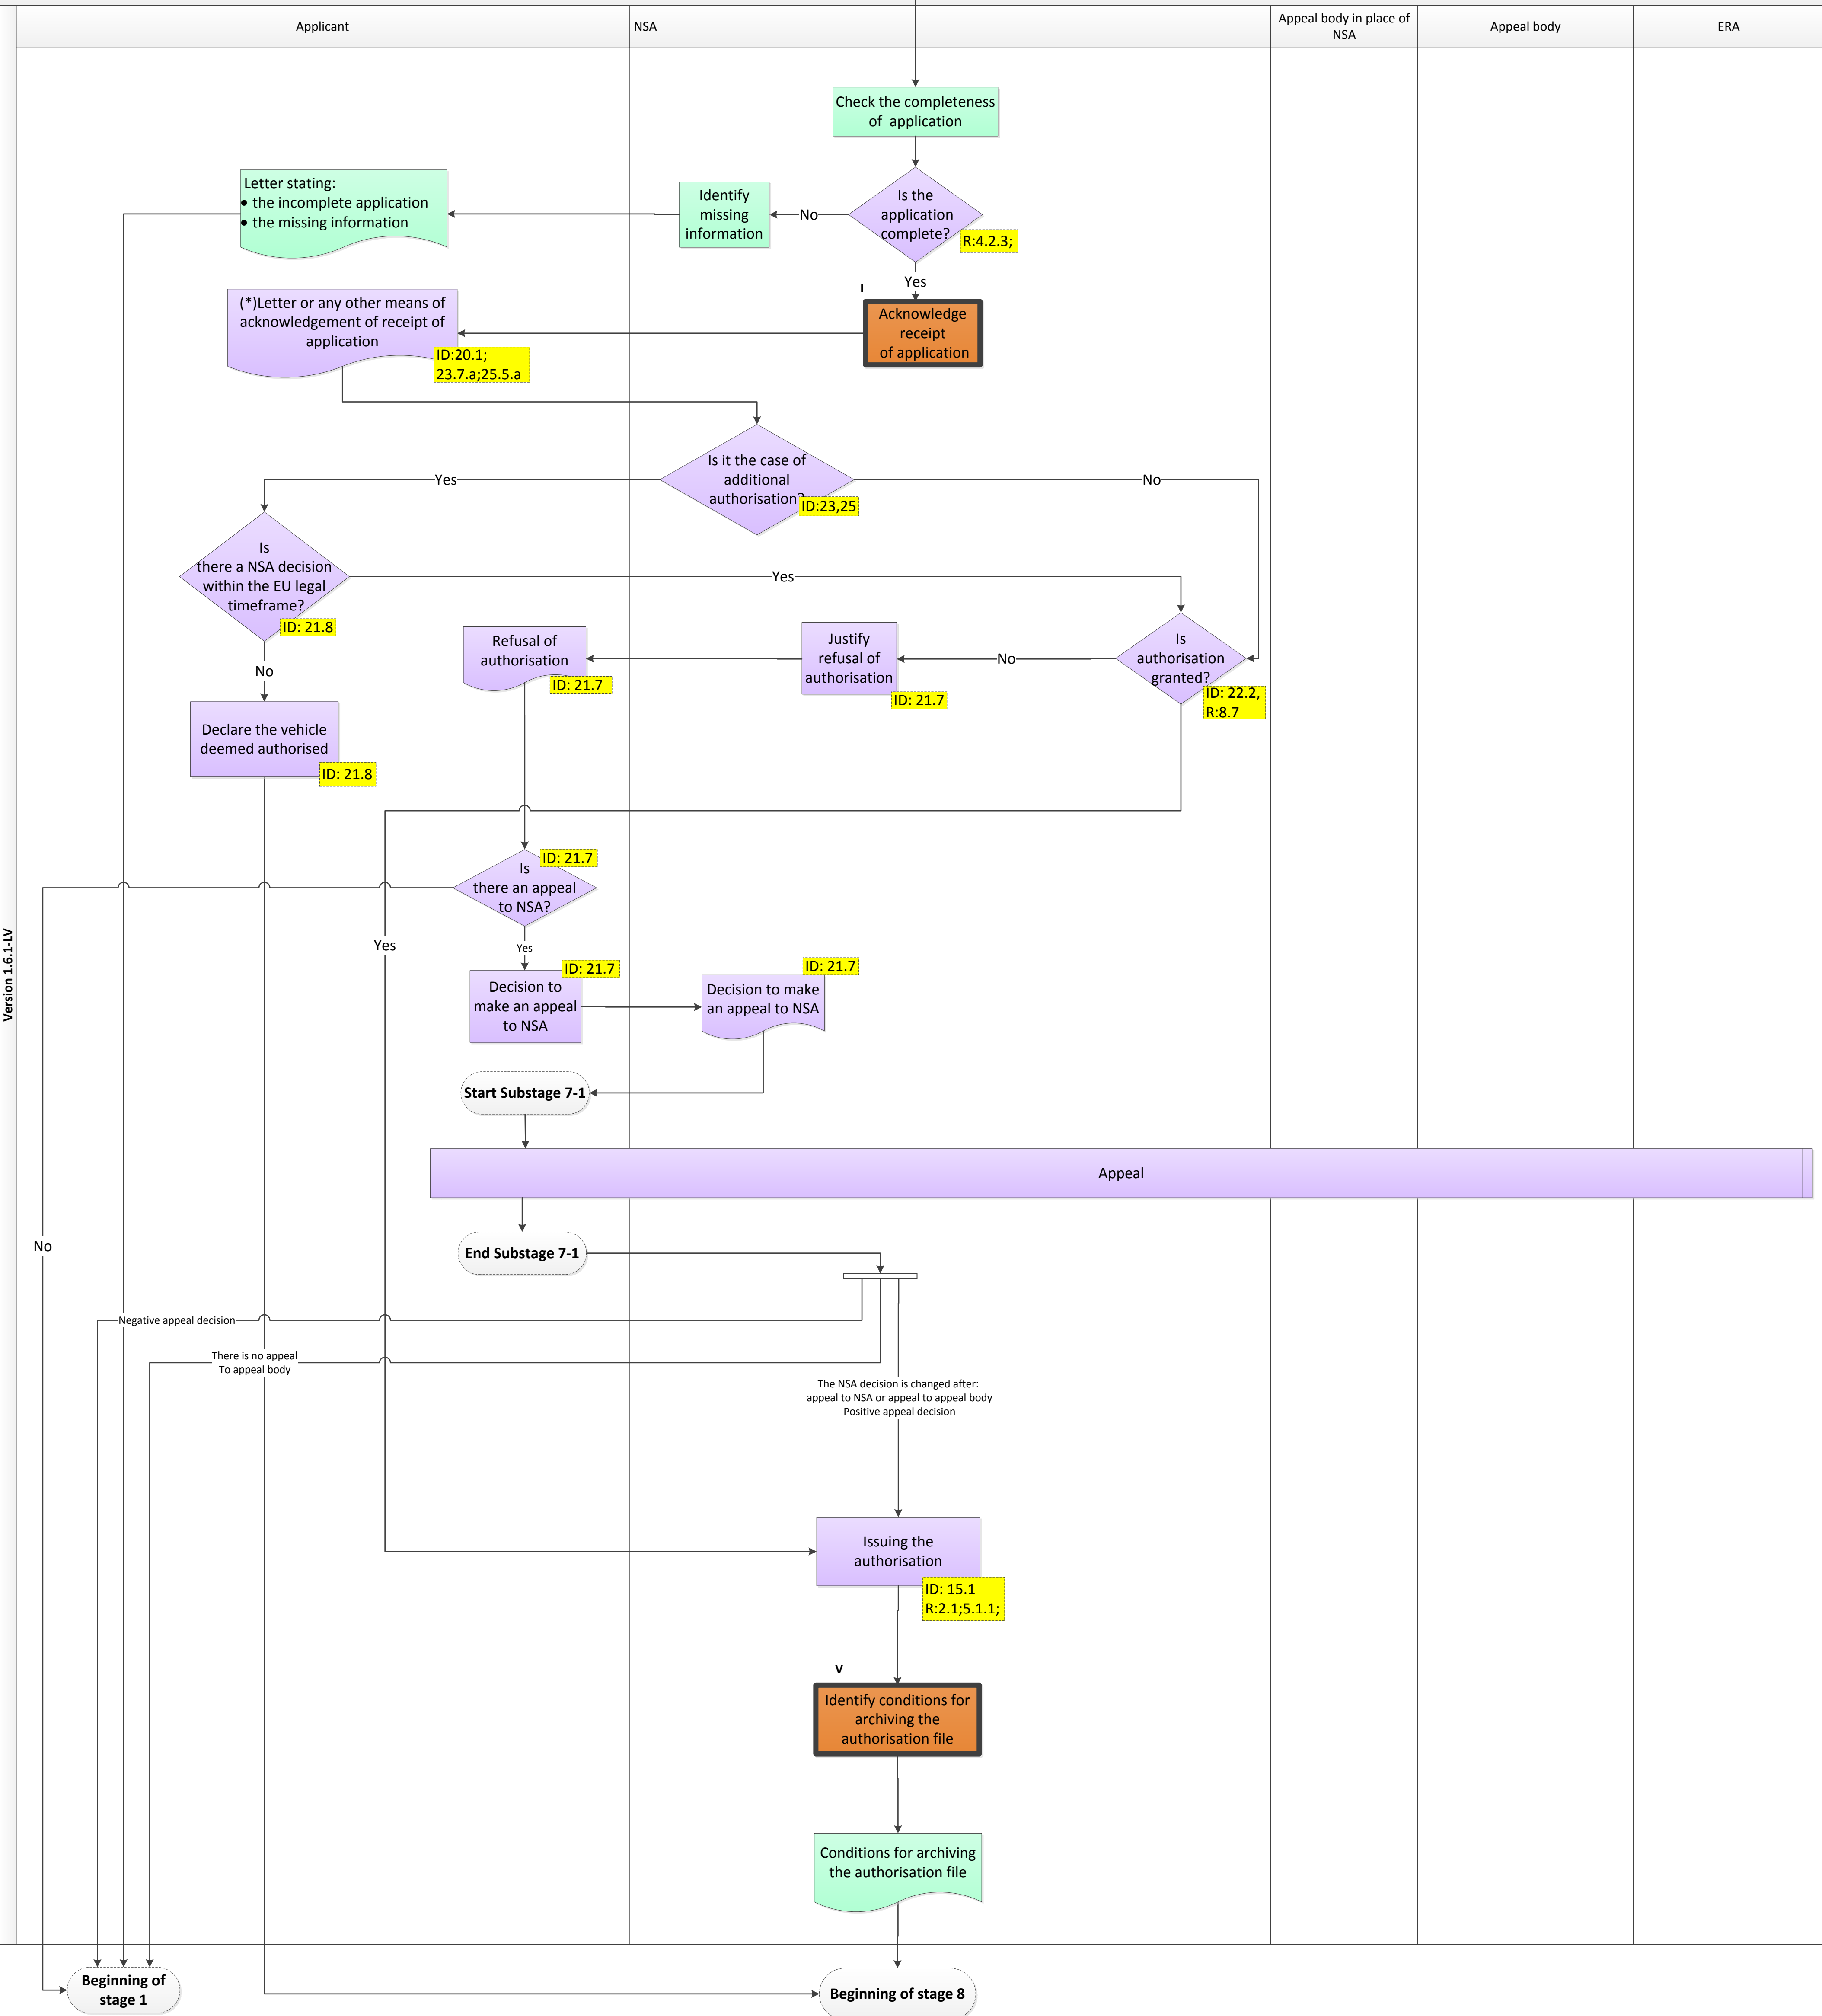 Applicant
NSA
Appeal body in place of
NSA
Appeal body
ERA
Version 1.6.1-LV
Check the completeness
of application
Is the
application
complete?
R:4.2.3;
No
Identify
missing
information
Letter stating:
• the incomplete application
• the missing information
Yes
I
Acknowledge
receipt
of application
(*)Letter or any other means of
acknowledgement of receipt of
application
ID:20.1;
23.7.a;25.5.a
Is it the case of
additional
authorisation?
ID:23,25
Yes
No
Is
there a NSA decision
within the EU legal
timeframe?
ID: 21.8
Yes
No
Is
authorisation
granted?
ID: 22.2,
R:8.7
No
Justify
refusal of
authorisation
ID: 21.7
Refusal of
authorisation
ID: 21.7
Declare the vehicle
deemed authorised
ID: 21.8
ID: 21.7
Is
there an appeal
to NSA?
Yes
Yes
ID: 21.7
Decision to
make an appeal
to NSA
ID: 21.7
Decision to make
an appeal to NSA
Start Substage 7-1
Appeal
No
End Substage 7-1
Negative appeal decision
There is no appeal
To appeal body
The NSA decision is changed after:
appeal to NSA or appeal to appeal body
Positive appeal decision
Issuing the
authorisation
ID: 15.1
R:2.1;5.1.1;
V
Identify conditions for
archiving the
authorisation file
Conditions for archiving
the authorisation file
Beginning of
stage 1
Beginning of stage 8